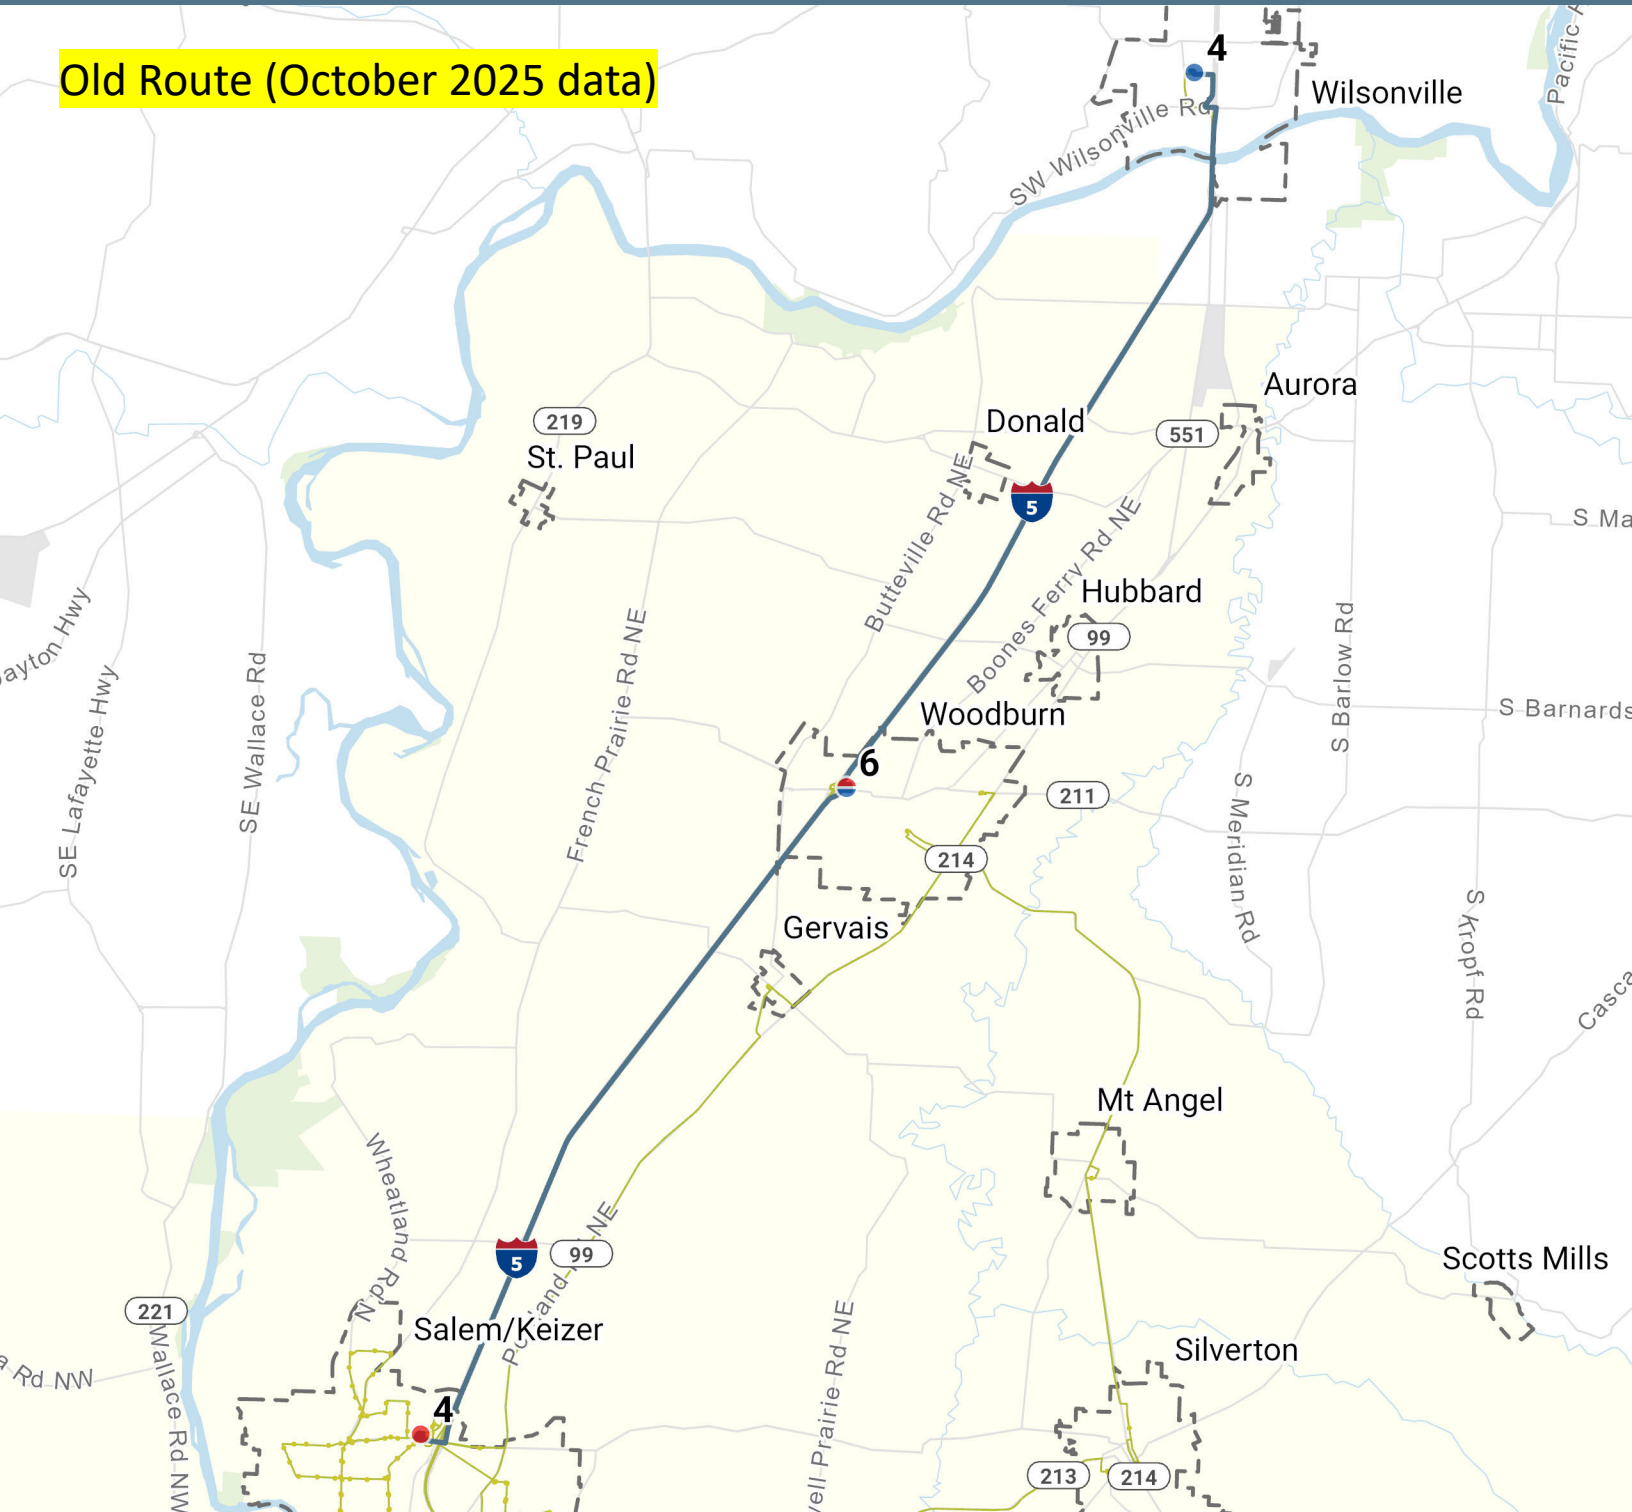 Old Route (October 2025 data)
4
Wilsonville
SW Wilsonville Rd
Pacific
Aurora
219
Donald
551
St. Paul
5
Butteville Rd NE
Boones Ferry Rd NE
S Ma
Hubbard
99
ayton Hwy
SE Lafayette Hwy
SE Wallace Rd
French Prairie Rd NE
S Barlow Rd
S Barnards
Woodburn
6
211
S Meridian Rd
214
S Kropf Rd
Gervais
Casca
Mt Angel
Wheatland Rd N
5
99
NE
Scotts Mills
221
Salem/Keizer
Silverton
Rd NW
Wallace Rd NW
4
vell Prairie Rd NE
213
214